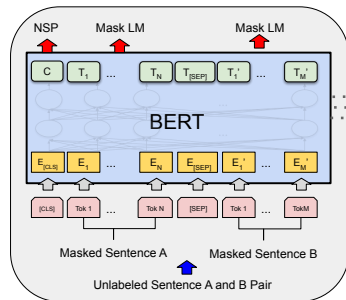 NSP Mask LM Mask LM
C T1 ... TN T[SEP] T1' ... TM'
BERT
E[CLS] E1 ... EN E[SEP] E1' ... EM'
[CLS] Tok 1 ... Tok N [SEP] Tok 1 ... TokM
Masked Sentence A Masked Sentence B
Unlabeled Sentence A and B Pair